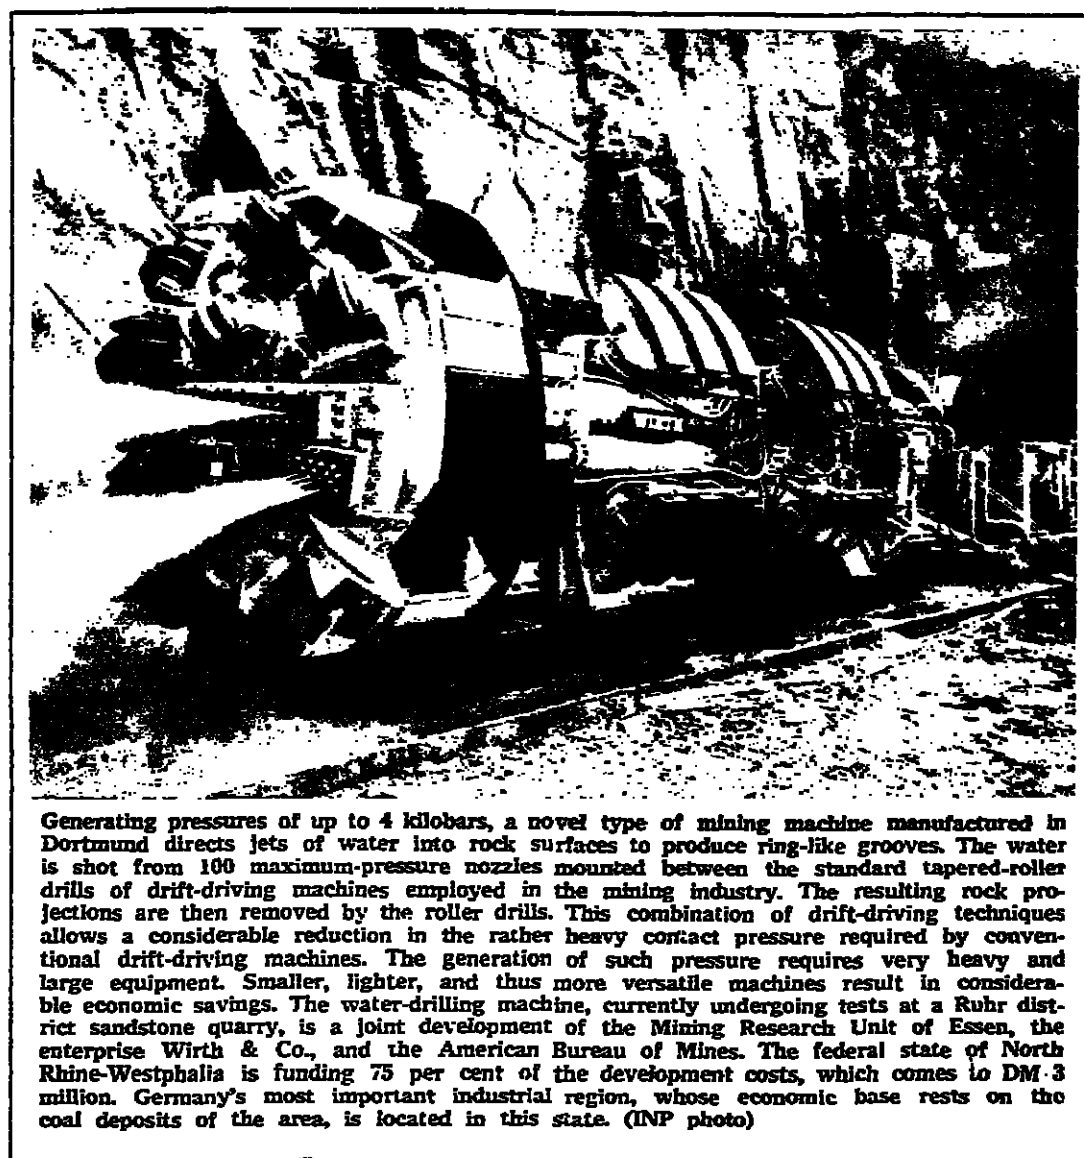 Generating pressures of up to 4 kilobars, a novel type of mining machine manufactured in
Dortmund directs jets of water into rock surfaces to produce ring-like grooves. The water
is shot from 100 maximum-pressure nozzles mounted between the standard tapered-roller
drills of drift-driving machines employed in the mining industry. The resulting rock pro-
jections are then removed by the roller drills. This combination of drift-driving techniques
allows a considerable reduction in the rather heavy contact pressure required by conven-
tional drift-driving machines. The generation of such pressure requires very heavy and
large equipment. Smaller, lighter, and thus more versatile machines result in considera-
ble economic savings. The water-drilling machine, currently undergoing tests at a Ruhr dist-
rict sandstone quarry, is a joint development of the Mining Research Unit of Essen, the
enterprise Wirth & Co., and the American Bureau of Mines. The federal state of North
Rhine-Westphalia is funding 75 per cent of the development costs, which comes to DM 3
million. Germany's most important industrial region, whose economic base rests on the
coal deposits of the area, is located in this state. (INP photo)